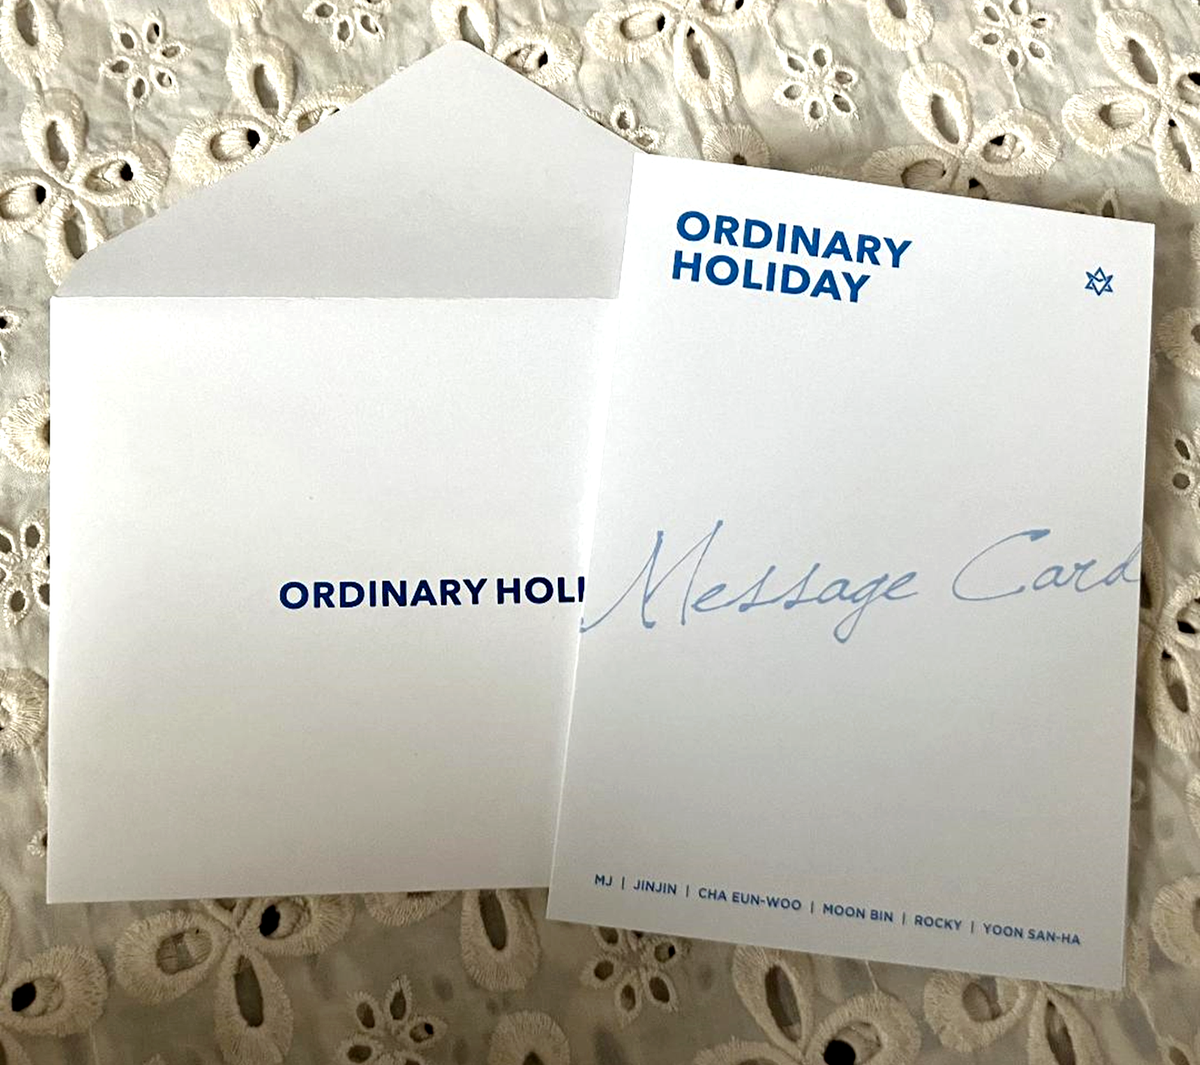 ORDINARY HOLI
ORDINARY
HOLIDAY
Message Card
MJ | JINJIN | CHA EUN-WOO | MOON BIN | ROCKY | YOON SAN-HA